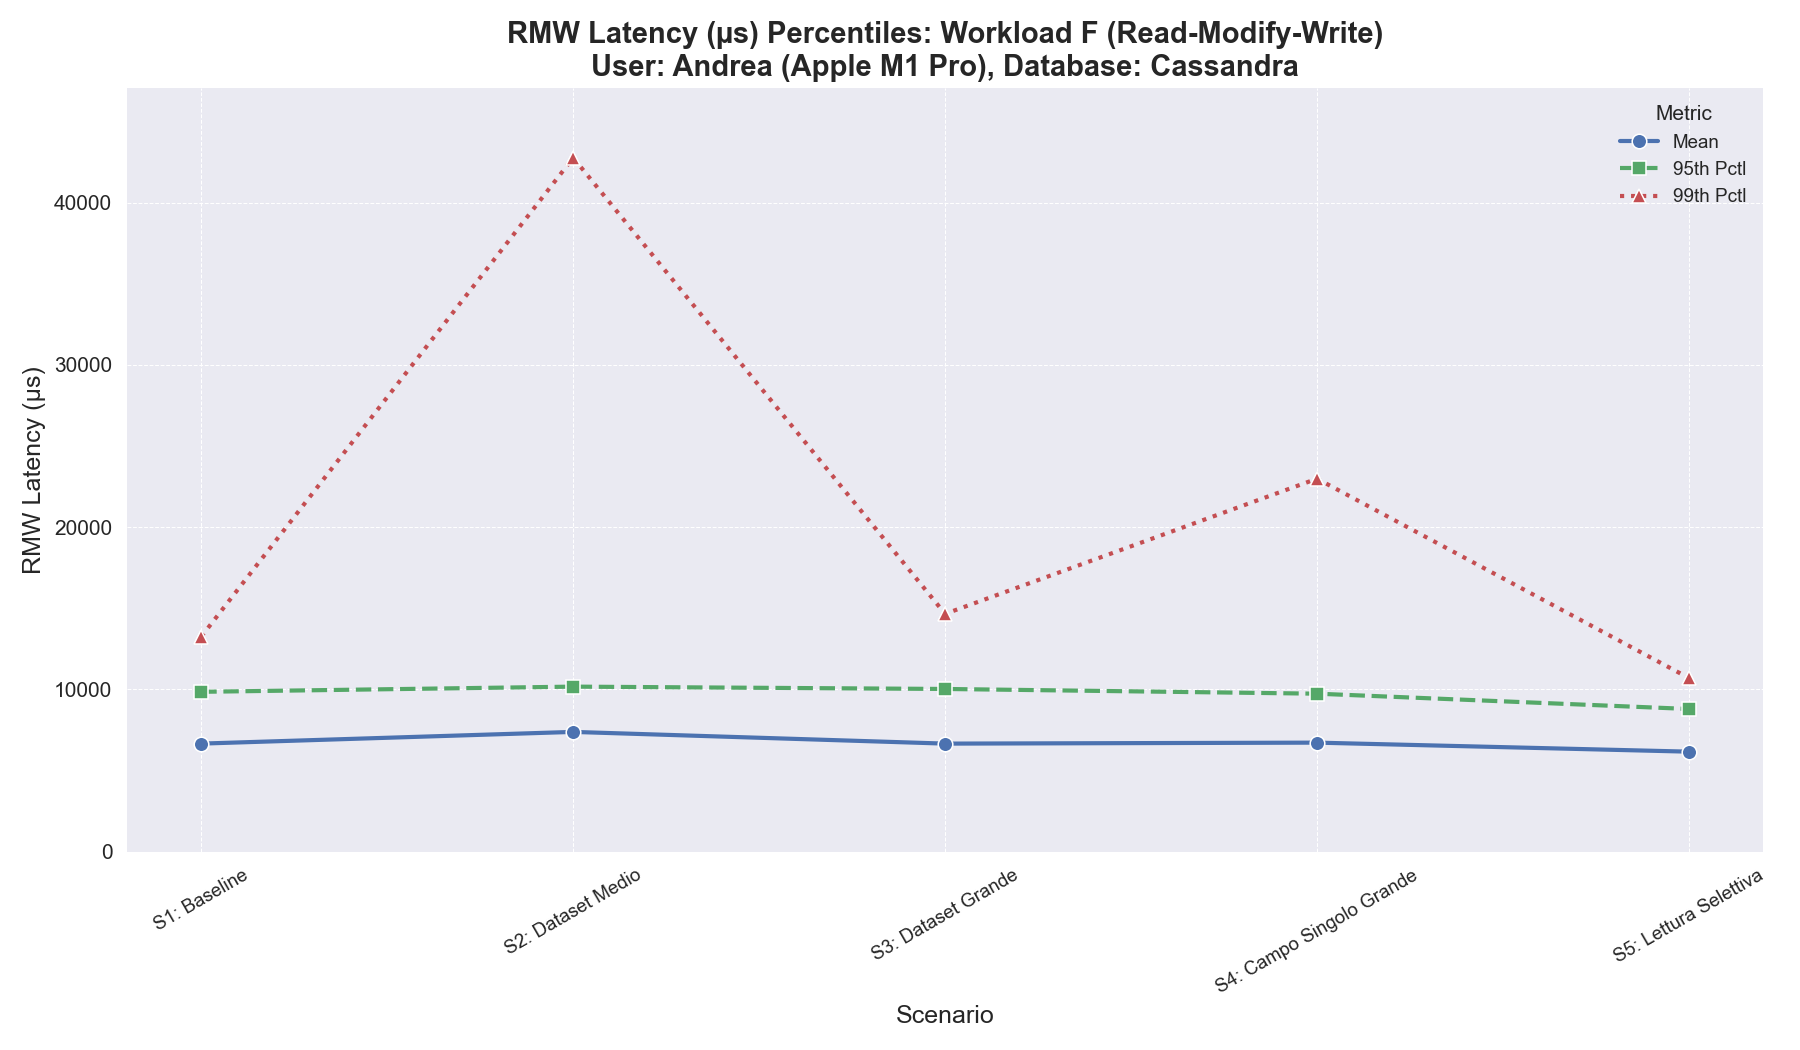 RMW Latency (µs) Percentiles: Workload F (Read-Modify-Write)
User: Andrea (Apple M1 Pro), Database: Cassandra
Metric
Mean
95th Pctl
99th Pctl
RMW Latency (µs)
40000
30000
20000
10000
0
S1: Baseline
S2: Dataset Medio
S3: Dataset Grande
S4: Campo Singolo Grande
S5: Lettura Selettiva
Scenario